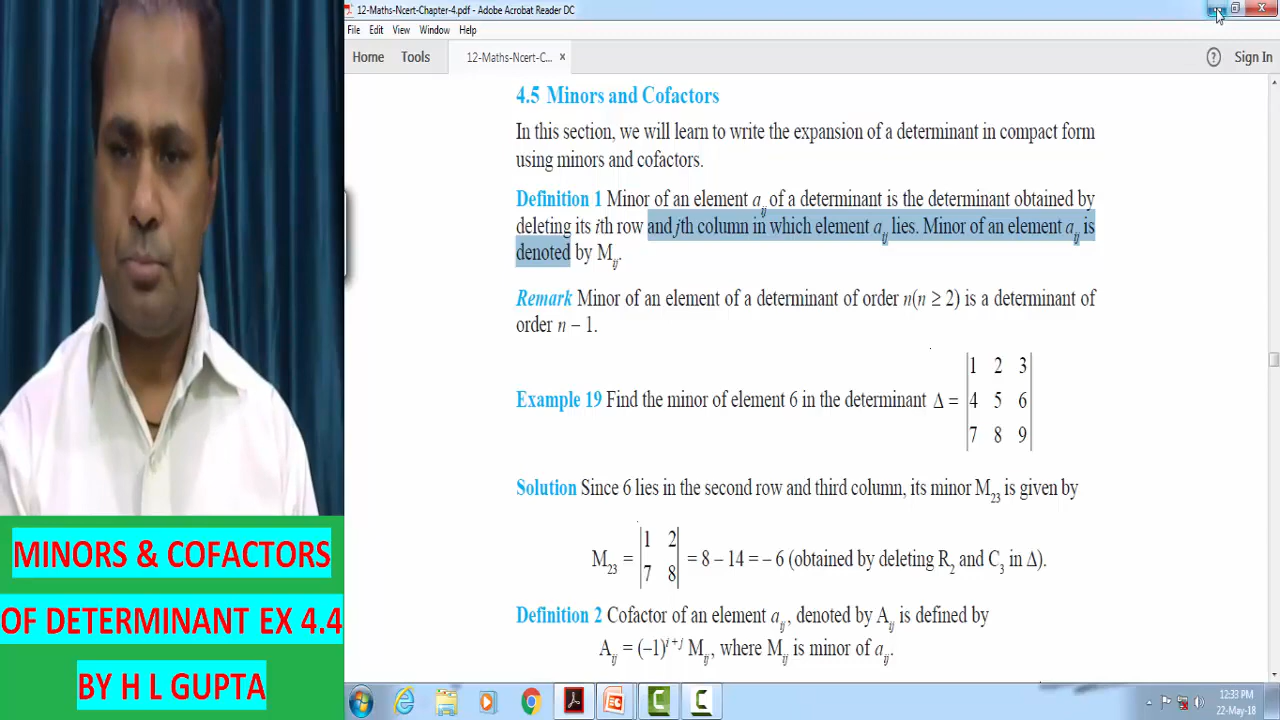 12-Maths-Ncert-Chapter-4.pdf - Adobe Acrobat Reader DC
File Edit View Window Help
Home Tools 12-Maths-Ncert-C... × ? Sign In
4.5 Minors and Cofactors
In this section, we will learn to write the expansion of a determinant in compact form
using minors and cofactors.
Definition 1 Minor of an element aij of a determinant is the determinant obtained by
deleting its ith row and jth column in which element aij lies. Minor of an element aij is
denoted by Mij.
Remark Minor of an element of a determinant of order n(n ≥ 2) is a determinant of
order n – 1.
Example 19 Find the minor of element 6 in the determinant Δ =
1 2 3
4 5 6
7 8 9
Solution Since 6 lies in the second row and third column, its minor M23 is given by
M23 =
1 2
7 8
= 8 – 14 = – 6 (obtained by deleting R2 and C3 in Δ).
Definition 2 Cofactor of an element aij, denoted by Aij is defined by
Aij = (–1)^i + j Mij, where Mij is minor of aij.
MINORS & COFACTORS
OF DETERMINANT EX 4.4
BY H L GUPTA
12:33 PM
22-May-18